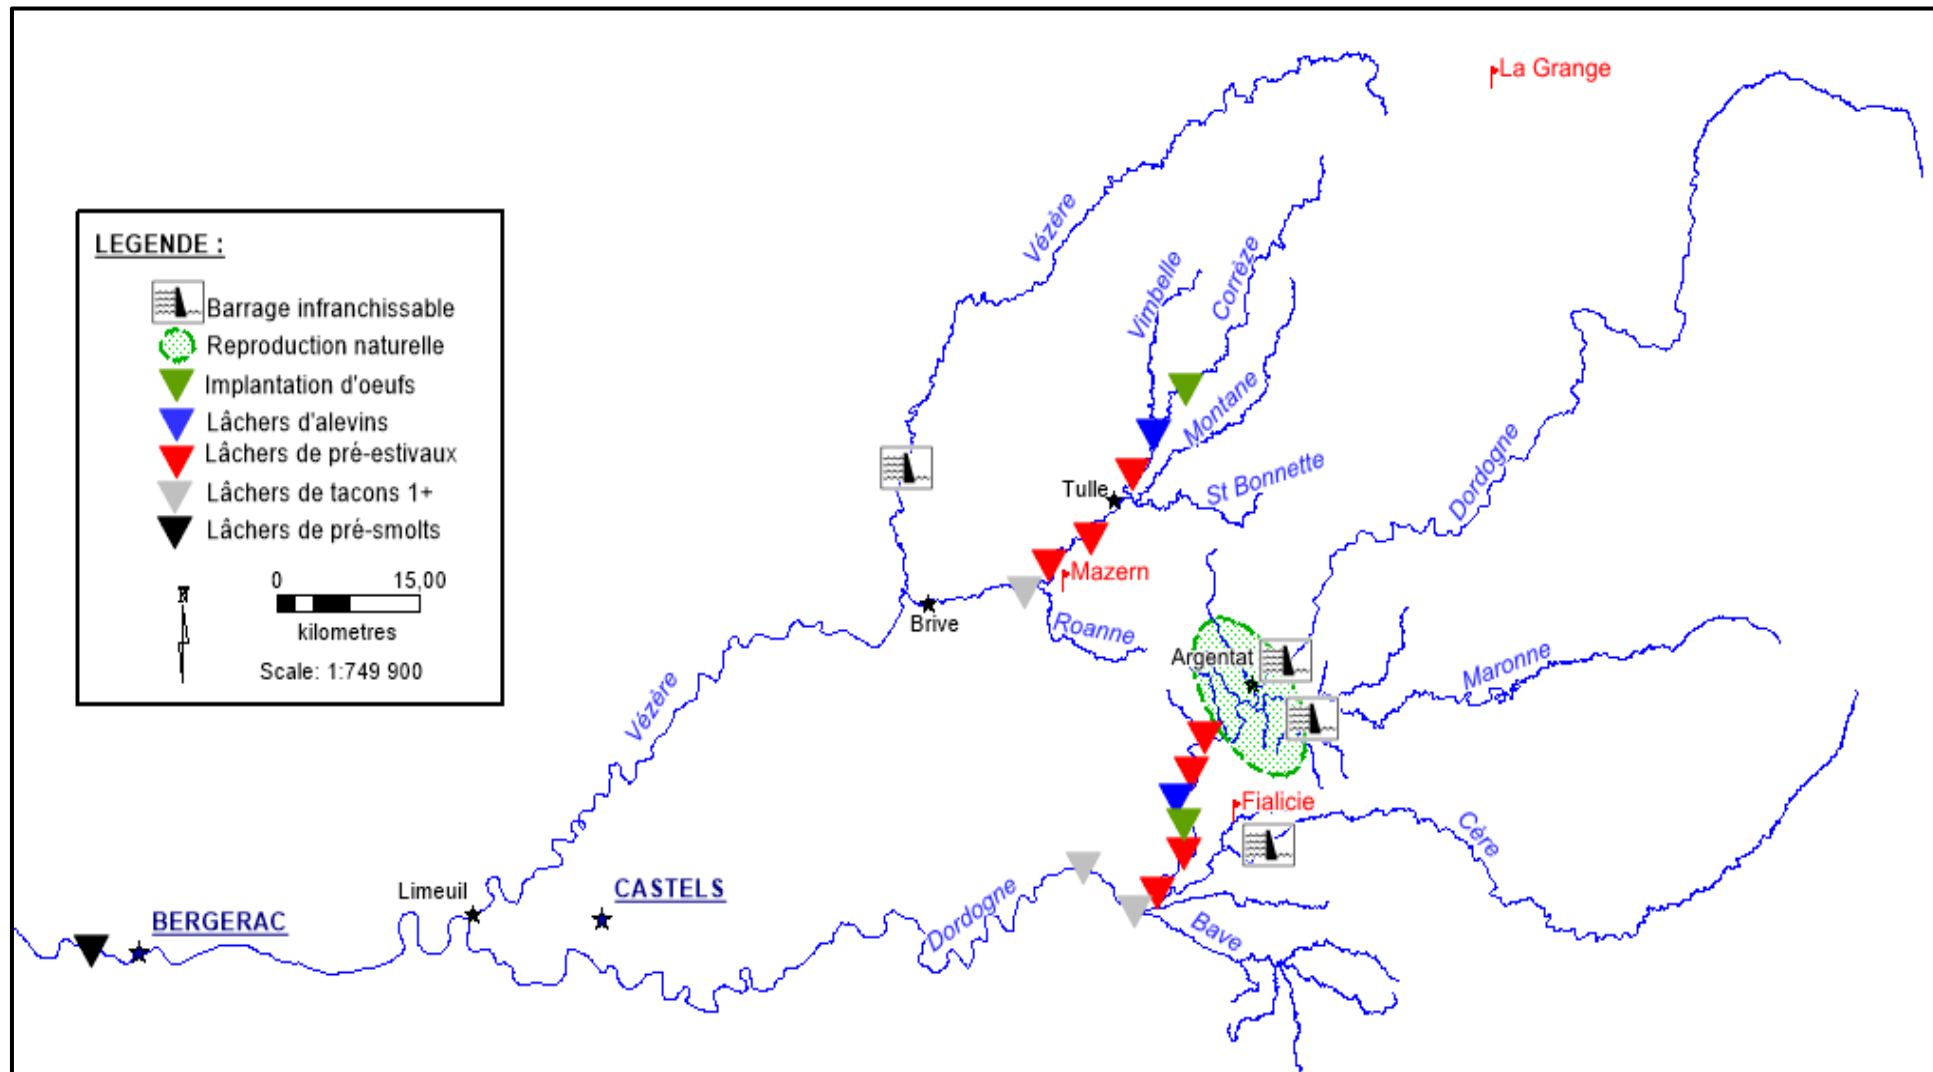 La Grange
Vézère
Vimbelle
Corrèze
LEGENDE :
Barrage infranchissable
Reproduction naturelle
Implantation d'oeufs
Lâchers d'alevins
Lâchers de pré-estivaux
Lâchers de tacons 1+
Lâchers de pré-smolts
0 15,00
N
kilometres
Scale: 1:749 900
Montane
Dordogne
St Bonnette
Tulle
Mazern
Brive
Roanne
Argentat
Maronne
Vézère
Fialicie
Cère
Limeuil
CASTELS
Dordogne
BERGERAC
Bave